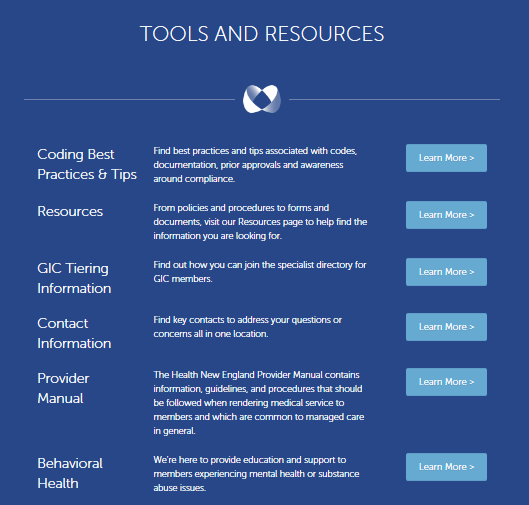 TOOLS AND RESOURCES
Coding Best
Practices & Tips
Find best practices and tips associated with codes,
documentation, prior approvals and awareness
around compliance.
Learn More >
Resources
From policies and procedures to forms and
documents, visit our Resources page to help find the
information you are looking for.
Learn More >
GIC Tiering
Information
Find out how you can join the specialist directory for
GIC members.
Learn More >
Contact
Information
Find key contacts to address your questions or
concerns all in one location.
Learn More >
Provider
Manual
The Health New England Provider Manual contains
information, guidelines, and procedures that should
be followed when rendering medical service to
members and which are common to managed care
in general.
Learn More >
Behavioral
Health
We're here to provide education and support to
members experiencing mental health or substance
abuse issues.
Learn More >